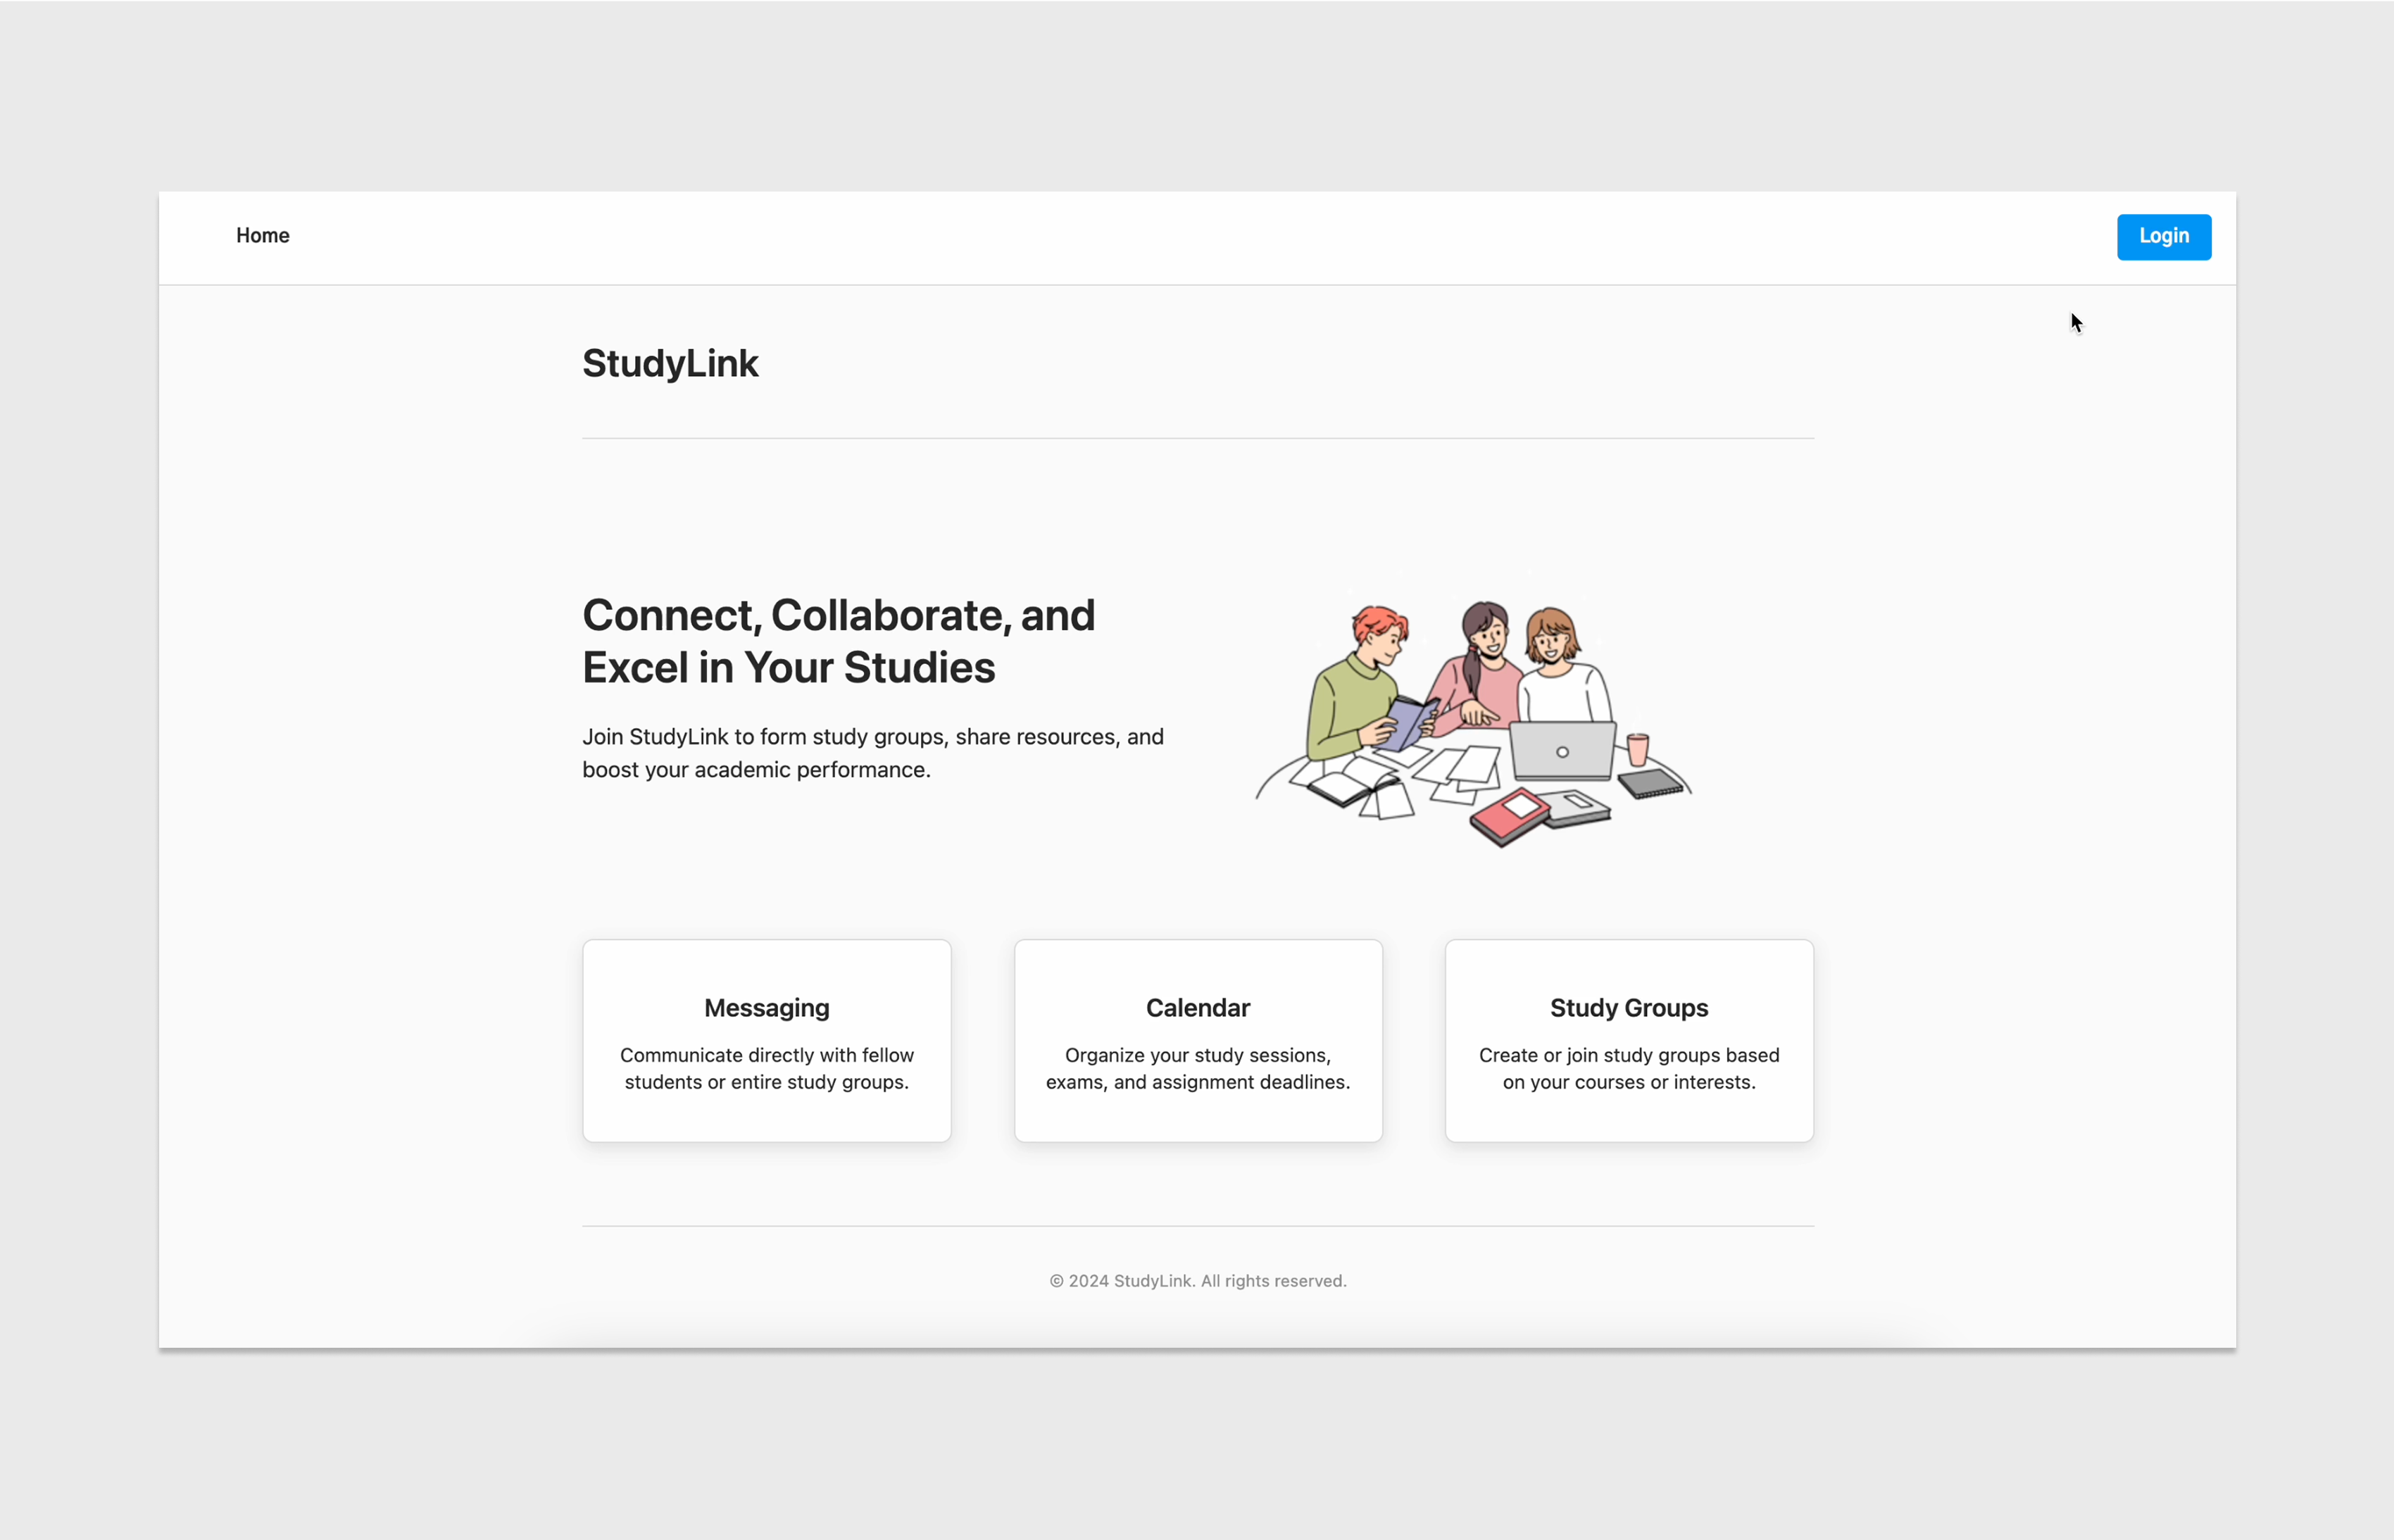 Home
Login
StudyLink
Connect, Collaborate, and
Excel in Your Studies
Join StudyLink to form study groups, share resources, and
boost your academic performance.
Messaging
Communicate directly with fellow
students or entire study groups.
Calendar
Organize your study sessions,
exams, and assignment deadlines.
Study Groups
Create or join study groups based
on your courses or interests.
© 2024 StudyLink. All rights reserved.